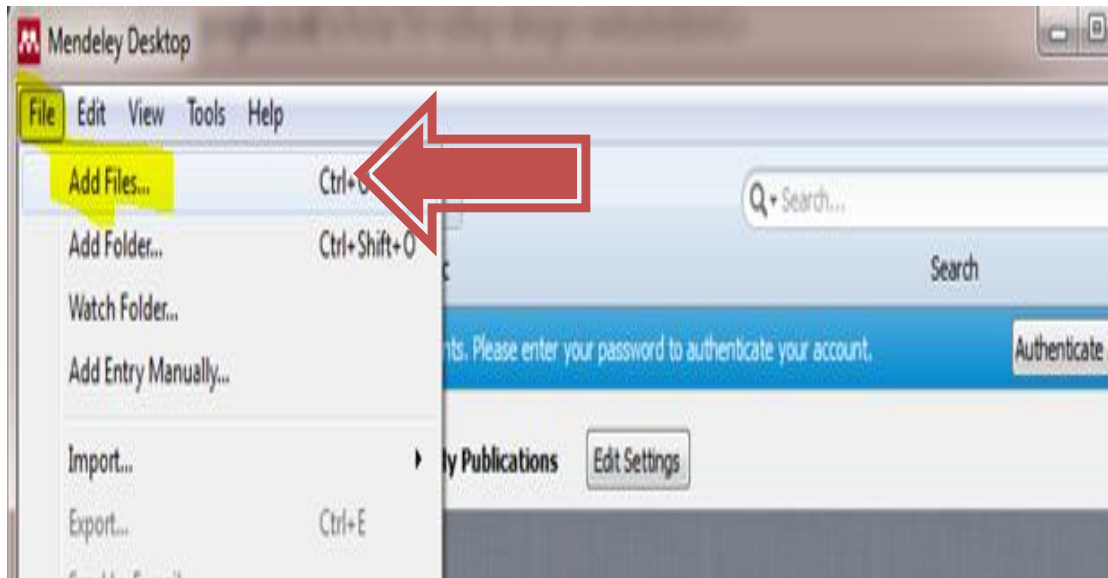 Mendeley Desktop
File Edit View Tools Help
Add Files...
Search...
Add Folder... Ctrl+Shift+O
Search
Watch Folder...
Please enter your password to authenticate your account. Authenticate
Add Entry Manually...
Import... Publications Edit Settings
Export... Ctrl+E